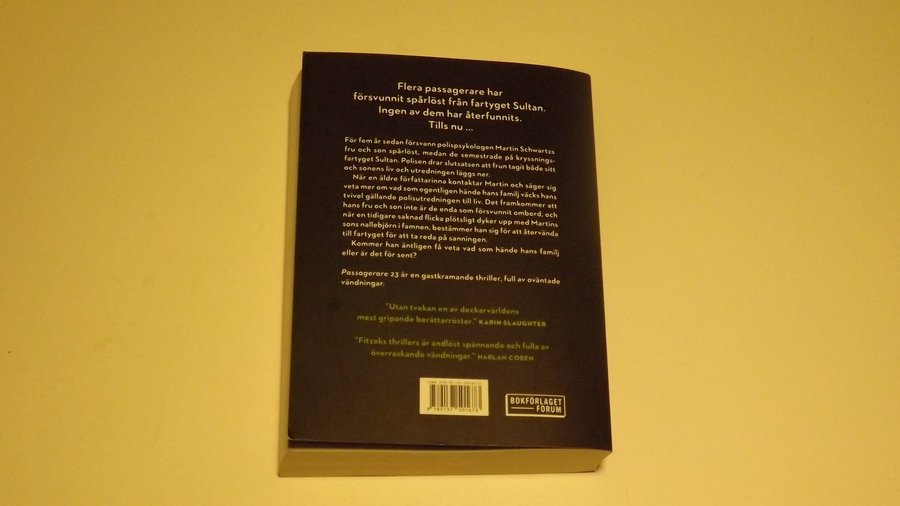 Flera passagerare har
försvunnit spårlöst från fartyget Sultan.
Ingen av dem har återfunnits.
Tills nu ...
För fem år sedan försvann polispsykologen Martin Schwartzs
fru och son spårlöst, medan de semestrade på kryssnings-
fartyget Sultan. Polisen drar slutsatsen att frun tagit både sitt
och sonens liv och utredningen läggs ner.
När en äldre författarinna kontaktar Martin och säger sig
veta mer om vad som egentligen hände hans familj väcks hans
tvivel gällande polisutredningen till liv. Det framkommer att
hans fru och son inte är de enda som försvunnit ombord, och
när en tidigare saknad flicka plötsligt dyker upp med Martins
sons nallebjörn i famnen, bestämmer han sig för att återvända
till fartyget för att ta reda på sanningen.
Kommer han äntligen få veta vad som hände hans familj
eller är det för sent?
Passagerare 23 är en gastkramande thriller, full av oväntade
vändningar.
"Utan tvekan en av deckarvärldens
mest gripande berättarröster." KARIN SLAUGHTER
"Fitzeks thrillers är andlöst spännande och fulla av
överraskande vändningar." HARLAN COBEN
BOKFÖRLAGET
FORUM